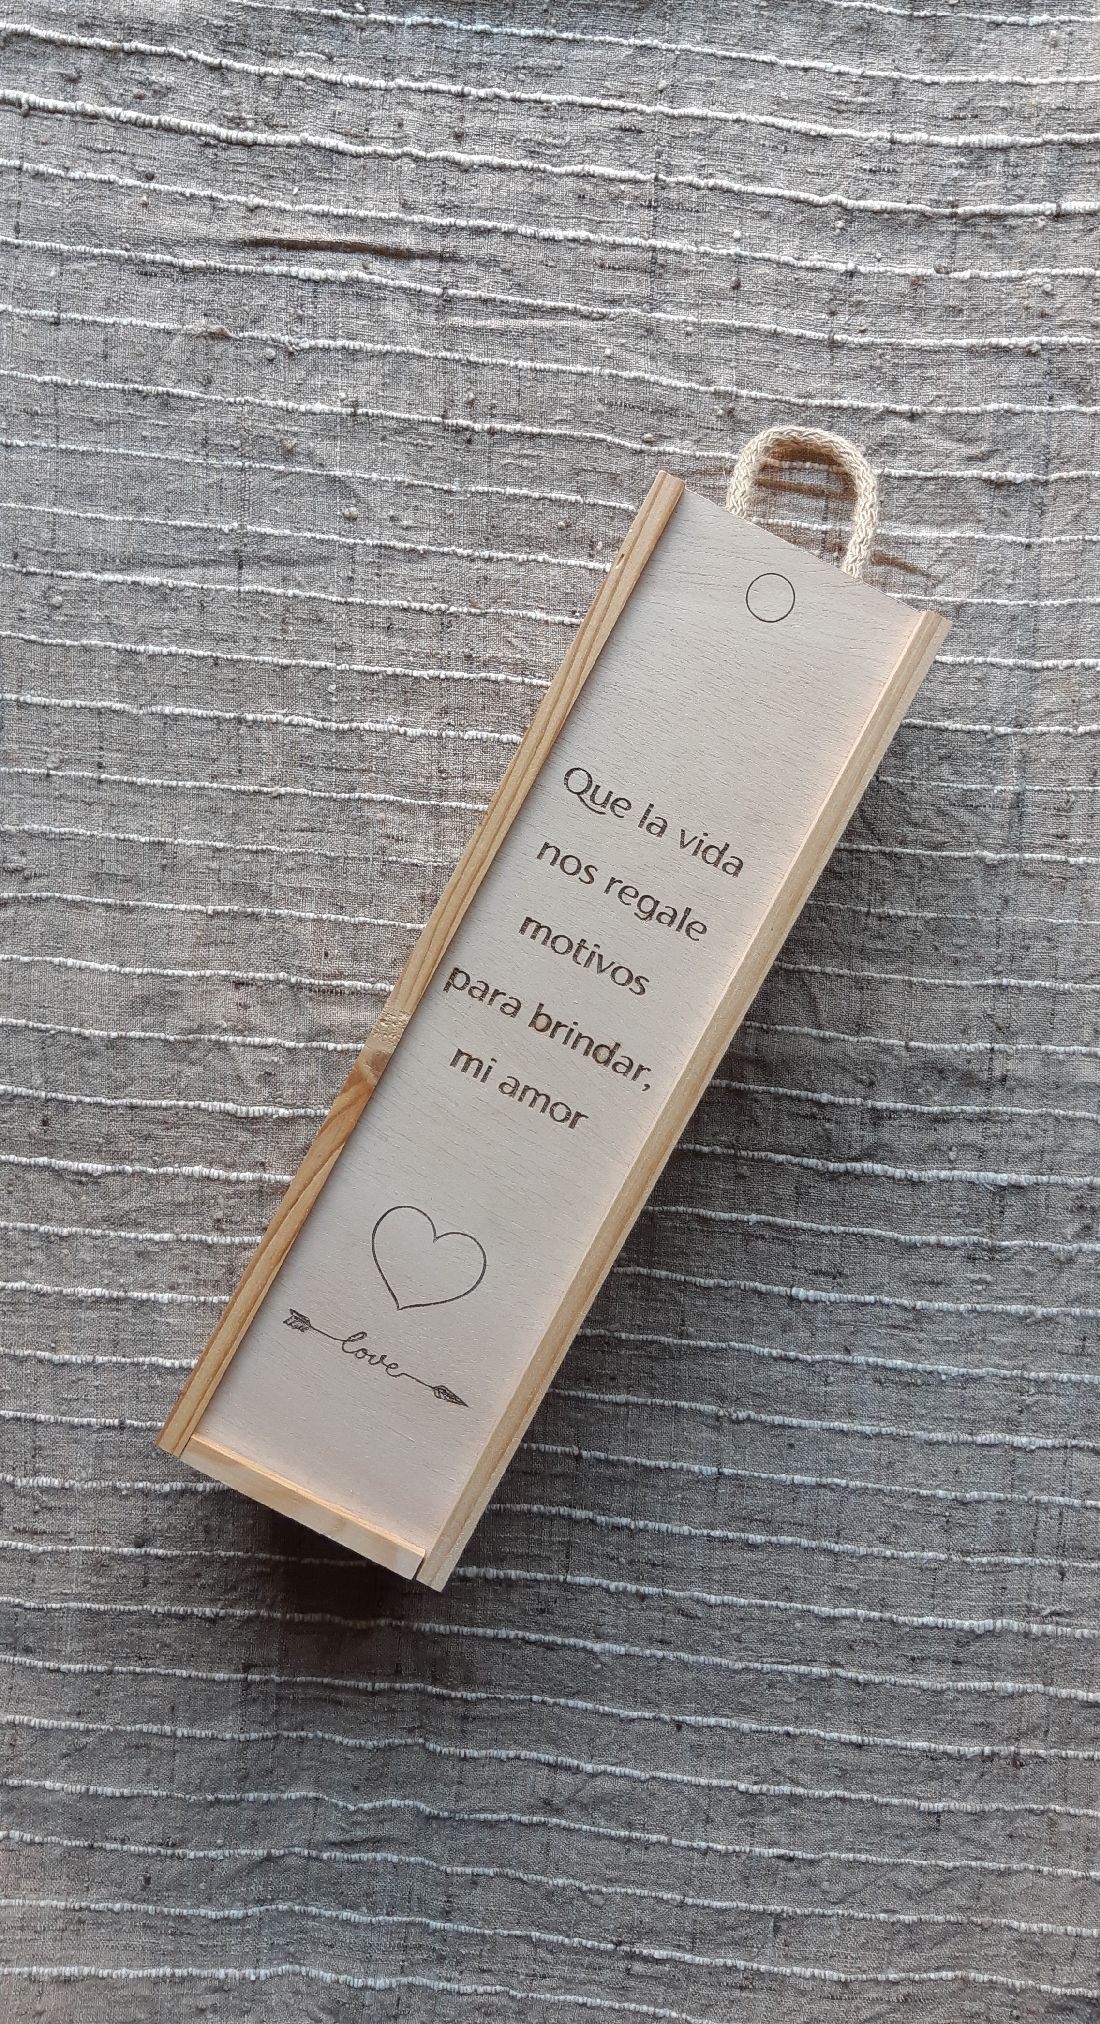 Que la vida
nos regale
motivos
para brindar,
mi amor
love